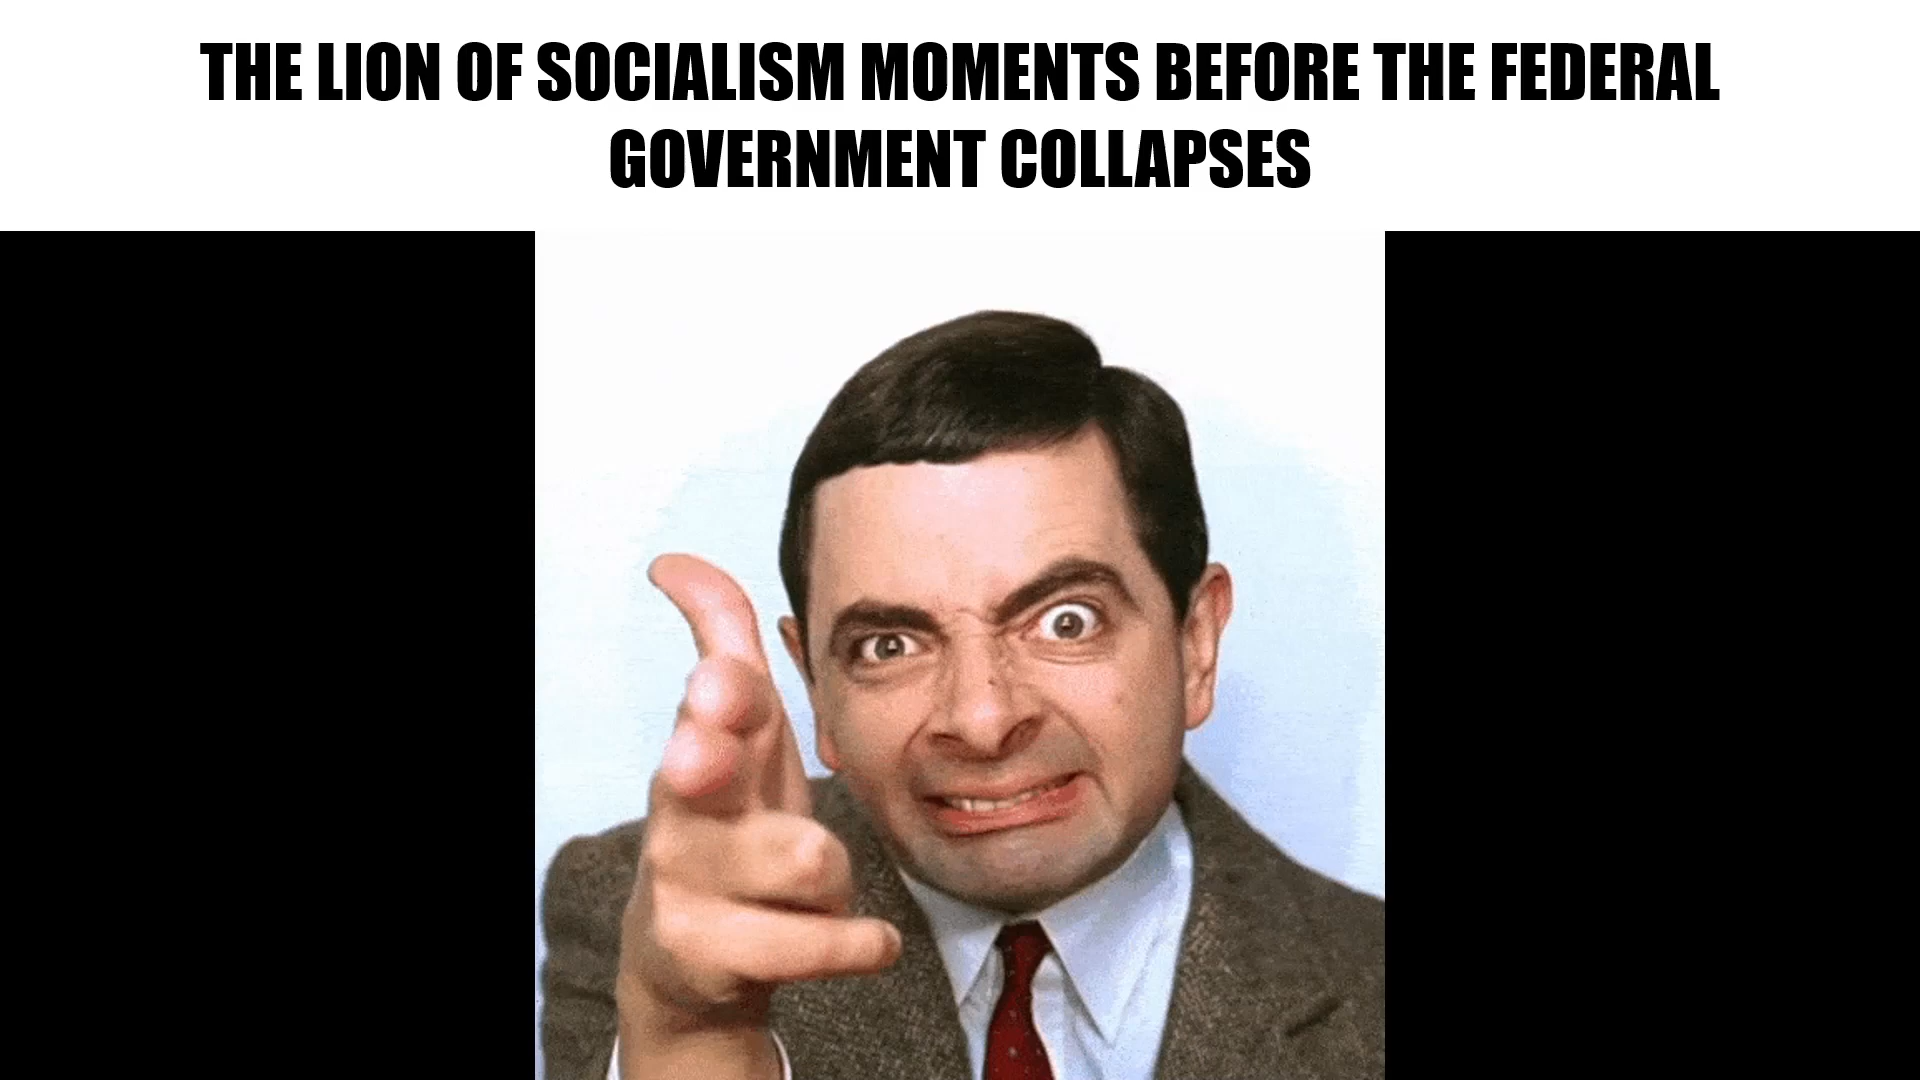 THE LION OF SOCIALISM MOMENTS BEFORE THE FEDERAL
GOVERNMENT COLLAPSES